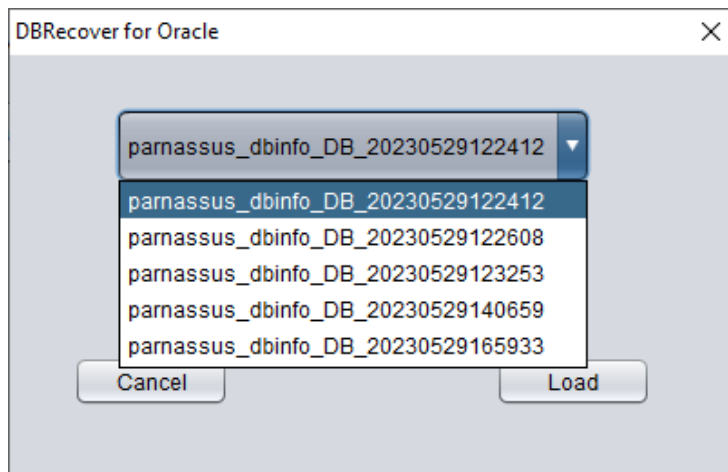 DBRecover for Oracle
parnassus_dbinfo_DB_20230529122412
parnassus_dbinfo_DB_20230529122412
parnassus_dbinfo_DB_20230529122608
parnassus_dbinfo_DB_20230529123253
parnassus_dbinfo_DB_20230529140659
parnassus_dbinfo_DB_20230529165933
Cancel Load